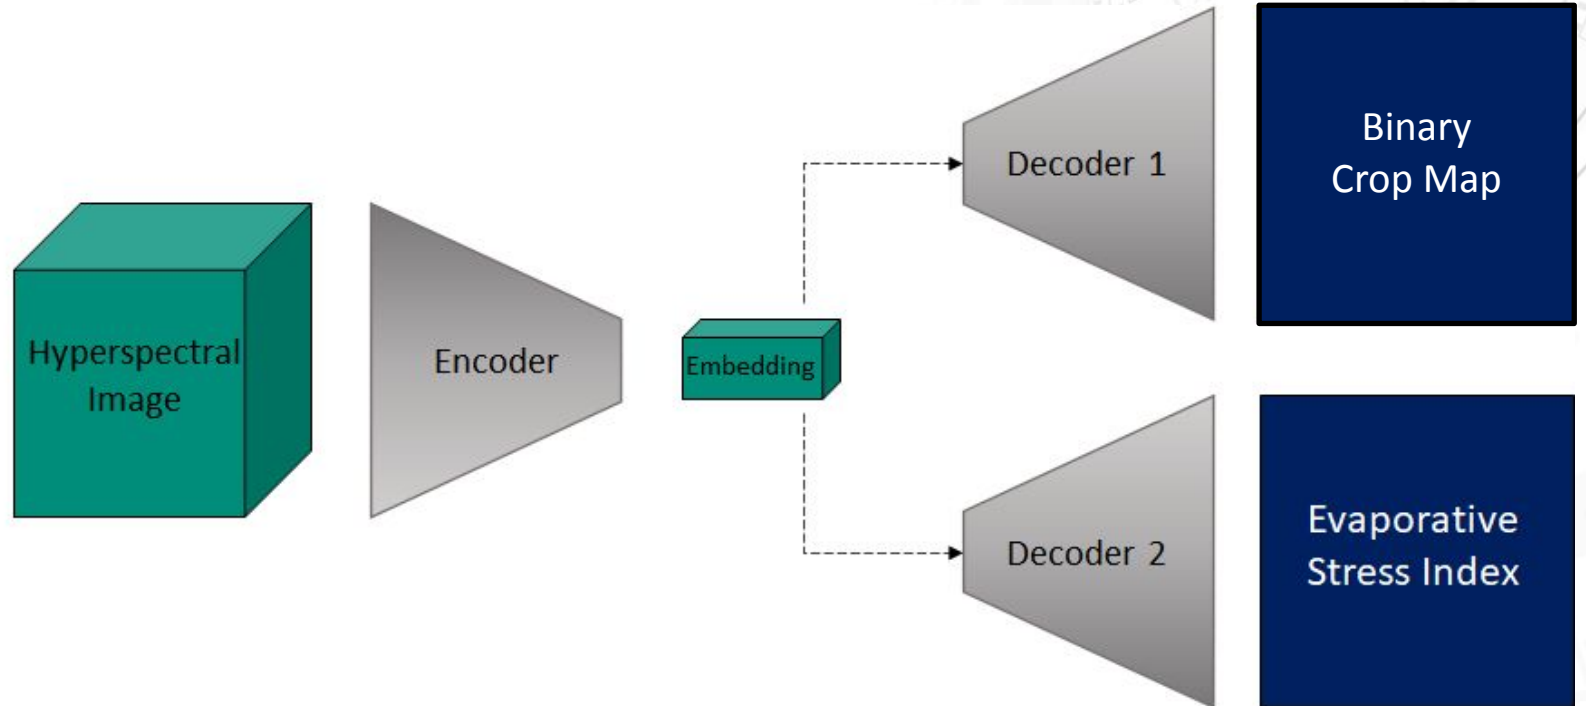 Hyperspectral
Image
Encoder
Embedding
Decoder 1
Binary
Crop Map
Decoder 2
Evaporative
Stress Index